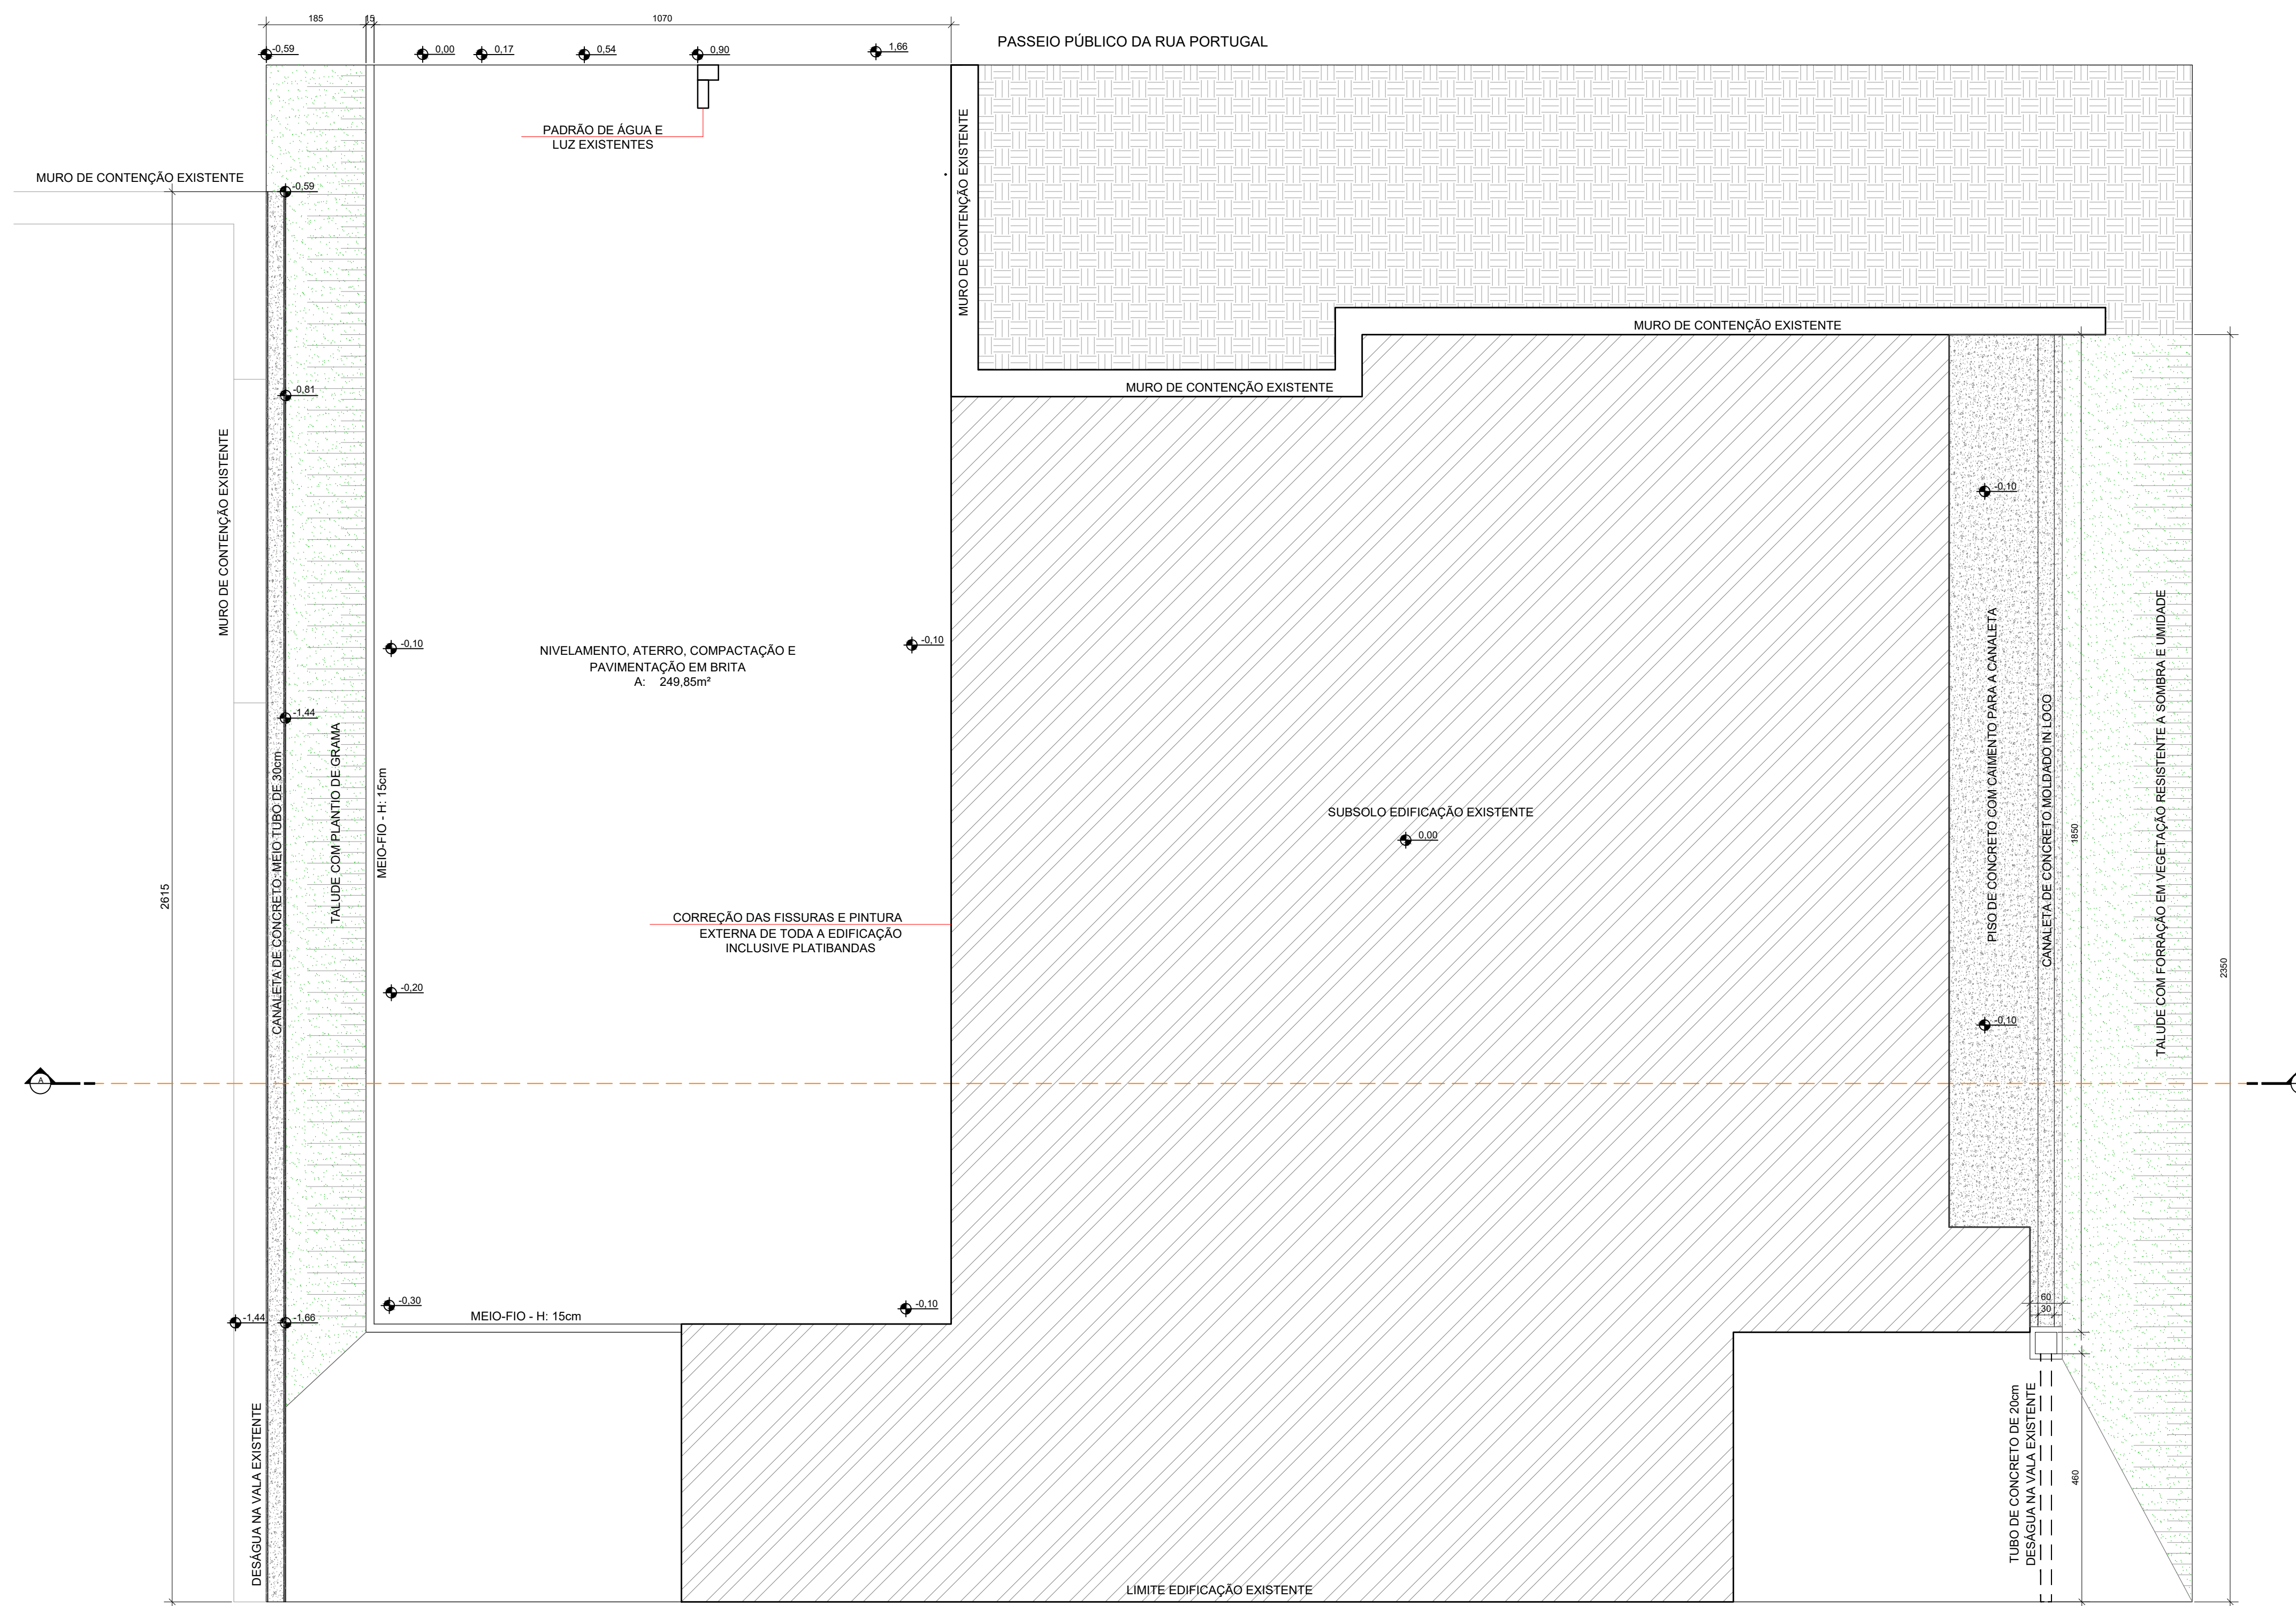 185
15
1070
-0,59
0,00
0,17
0,54
0,90
1,66
PASSEIO PÚBLICO DA RUA PORTUGAL
PADRÃO DE ÁGUA E
LUZ EXISTENTES
MURO DE CONTENÇÃO EXISTENTE
MURO DE CONTENÇÃO EXISTENTE
-0,59
MURO DE CONTENÇÃO EXISTENTE
MURO DE CONTENÇÃO EXISTENTE
-0,81
MURO DE CONTENÇÃO EXISTENTE
-0,10
-0,10
-0,10
NIVELAMENTO, ATERRO, COMPACTAÇÃO E
PAVIMENTAÇÃO EM BRITA
A: 249,85m²
-1,44
CANALETA DE CONCRETO: MEIO TUBO DE 30cm
TALUDE COM PLANTIO DE GRAMA
MEIO-FIO - H: 15cm
SUBSOLO EDIFICAÇÃO EXISTENTE
0,00
PISO DE CONCRETO COM CAIMENTO PARA A CANALETA
CANALETA DE CONCRETO MOLDADO IN LOCO
1850
TALUDE COM FORRAÇÃO EM VEGETAÇÃO RESISTENTE A SOMBRA E UMIDADE
2615
2350
CORREÇÃO DAS FISSURAS E PINTURA
EXTERNA DE TODA A EDIFICAÇÃO
INCLUSIVE PLATIBANDAS
-0,20
-0,10
A
-0,30
-0,10
MEIO-FIO - H: 15cm
-1,44
-1,66
60
30
DESÁGUA NA VALA EXISTENTE
TUBO DE CONCRETO DE 20cm
DESÁGUA NA VALA EXISTENTE
460
LIMITE EDIFICAÇÃO EXISTENTE